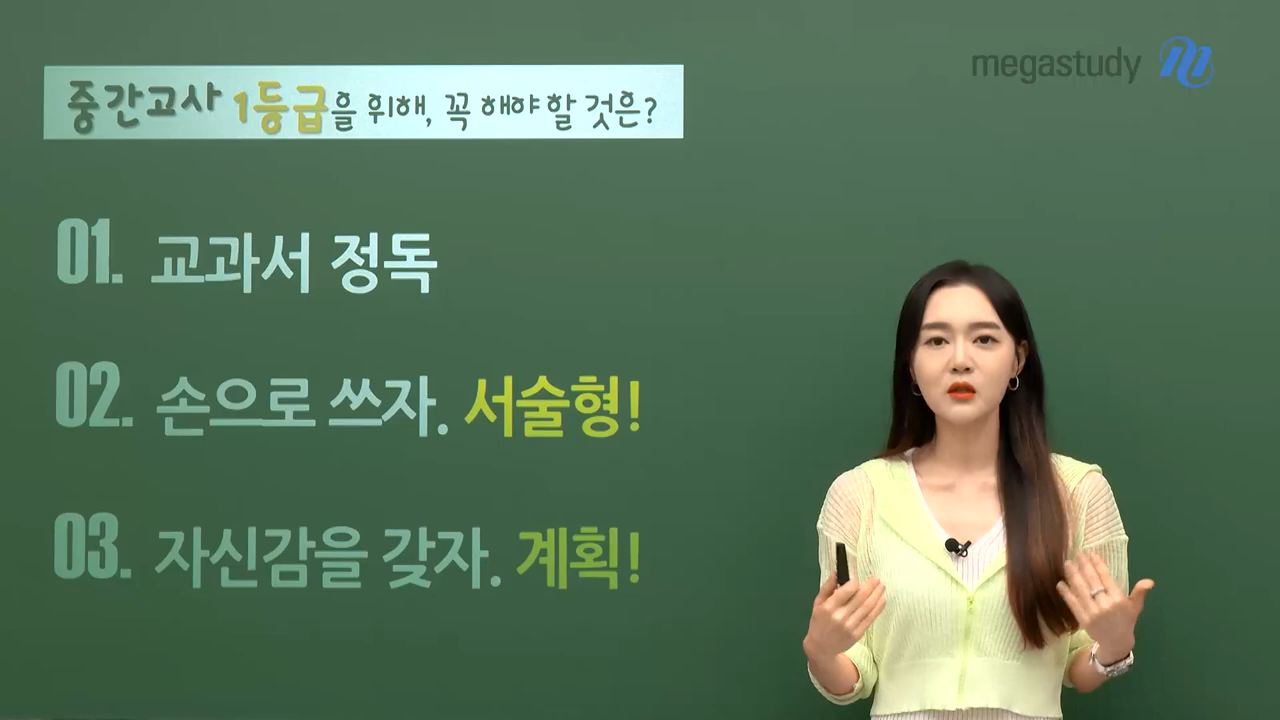 megastudy
중간고사 1등급을 위해, 꼭 해야 할 것은?
01. 교과서 정독
02. 손으로 쓰자. 서술형!
03. 자신감을 갖자. 계획!